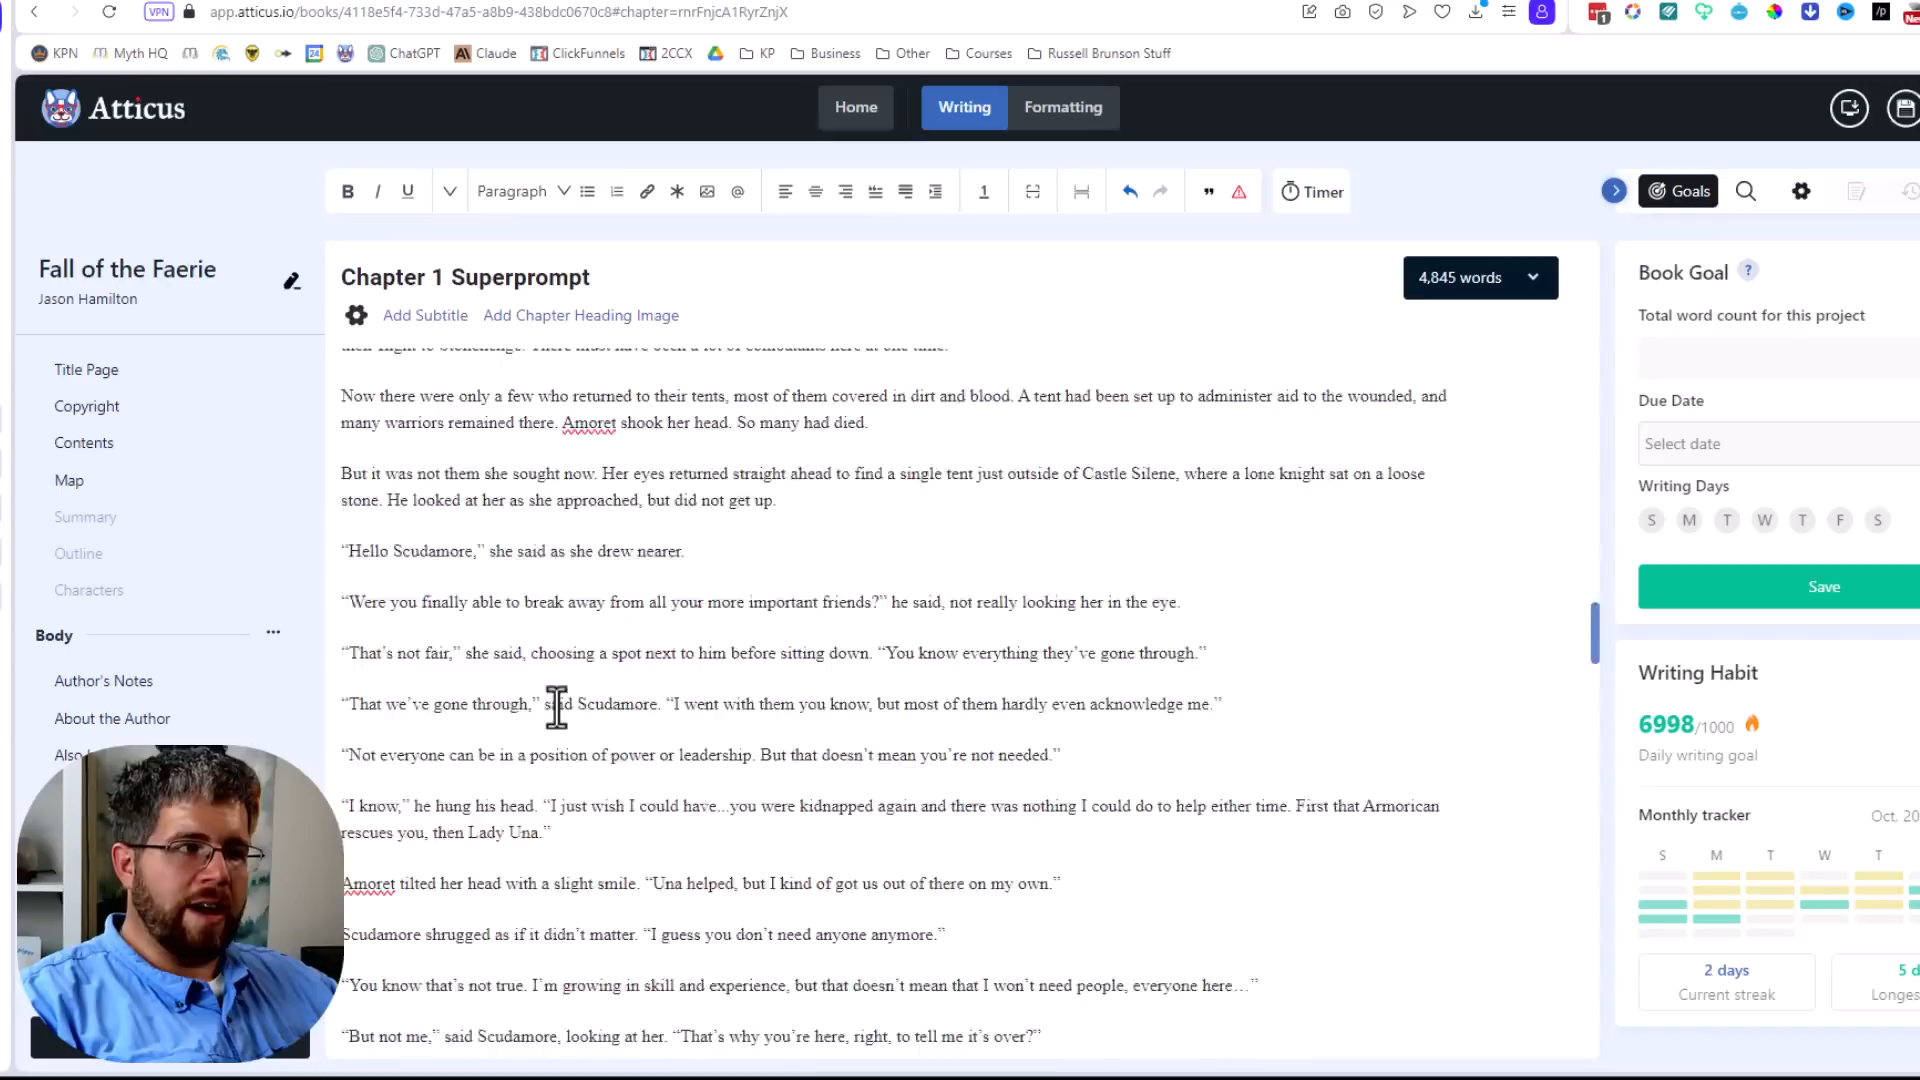 VPN
app.atticus.io/books/4118e5f4-733d-47a5-a8b9-438bdc0670c8#chapter=rnrFnjcA1RyrZnjX
1
/p
KPN
Myth HQ
24
ChatGPT
Claude
ClickFunnels
2CCX
KP
Business
Other
Courses
Russell Brunson Stuff
Atticus
Home
Writing
Formatting
B I U
Paragraph
1
Timer
Goals
Fall of the Faerie
Jason Hamilton
Title Page
Copyright
Contents
Map
Summary
Outline
Characters
Body
Author's Notes
About the Author
Chapter 1 Superprompt
4,845 words
Add Subtitle
Add Chapter Heading Image
Now there were only a few who returned to their tents, most of them covered in dirt and blood. A tent had been set up to administer aid to the wounded, and
many warriors remained there. Amoret shook her head. So many had died.
But it was not them she sought now. Her eyes returned straight ahead to find a single tent just outside of Castle Silene, where a lone knight sat on a loose
stone. He looked at her as she approached, but did not get up.
“Hello Scudamore,” she said as she drew nearer.
“Were you finally able to break away from all your more important friends?” he said, not really looking her in the eye.
“That’s not fair,” she said, choosing a spot next to him before sitting down. “You know everything they’ve gone through.”
“That we’ve gone through,” said Scudamore. “I went with them you know, but most of them hardly even acknowledge me.”
“Not everyone can be in a position of power or leadership. But that doesn’t mean you’re not needed.”
“I know,” he hung his head. “I just wish I could have...you were kidnapped again and there was nothing I could do to help either time. First that Armorican
rescues you, then Lady Una.”
Amoret tilted her head with a slight smile. “Una helped, but I kind of got us out of there on my own.”
Scudamore shrugged as if it didn’t matter. “I guess you don’t need anyone anymore.”
“You know that’s not true. I’m growing in skill and experience, but that doesn’t mean that I won’t need people, everyone here…”
“But not me,” said Scudamore, looking at her. “That’s why you’re here, right, to tell me it’s over?”
Book Goal ?
Total word count for this project
Due Date
Select date
Writing Days
S M T W T F S
Save
Writing Habit
6998/1000
Daily writing goal
Monthly tracker
Oct, 20
S M T W T
2 days
Current streak
5 d